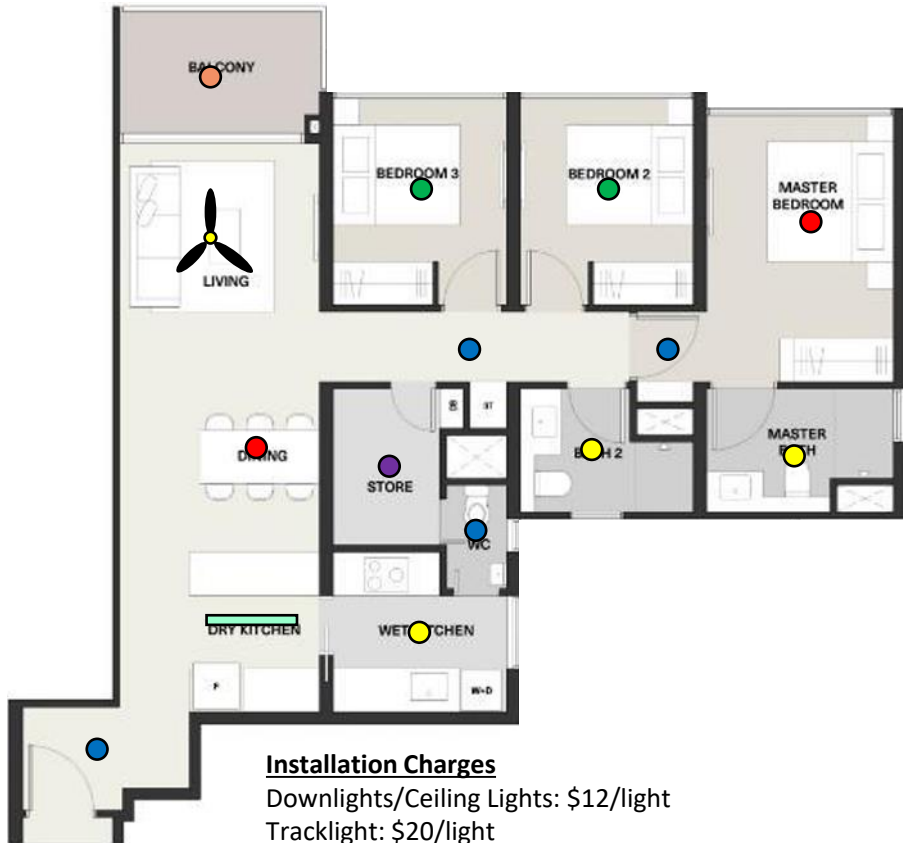 BALCONY
BEDROOM 3
BEDROOM 2
MASTER
BEDROOM
LIVING
DINING
STORE
BATH 2
MASTER
BATH
WC
DRY KITCHEN
WET KITCHEN
F
W+D
Installation Charges
Downlights/Ceiling Lights: $12/light
Tracklight: $20/light